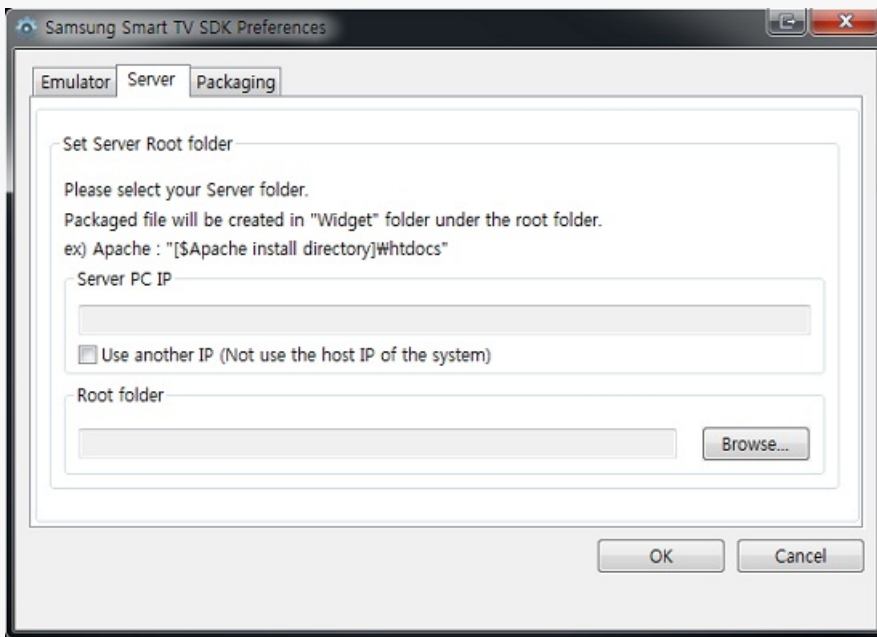 Samsung Smart TV SDK Preferences
Emulator
Server
Packaging
Set Server Root folder
Please select your Server folder.
Packaged file will be created in "Widget" folder under the root folder.
ex) Apache : "[$Apache install directory]₩htdocs"
Server PC IP
Use another IP (Not use the host IP of the system)
Root folder
Browse...
OK
Cancel